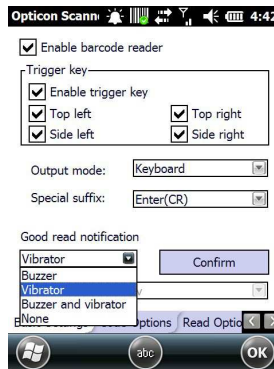 Opticon Scann 4:42
Enable barcode reader
Trigger key
Enable trigger key
Top left Top right
Side left Side right
Output mode: Keyboard
Special suffix: Enter(CR)
Good read notification
Vibrator Confirm
Buzzer
Vibrator
Buzzer and vibrator
None
Options Read Optio
abc OK